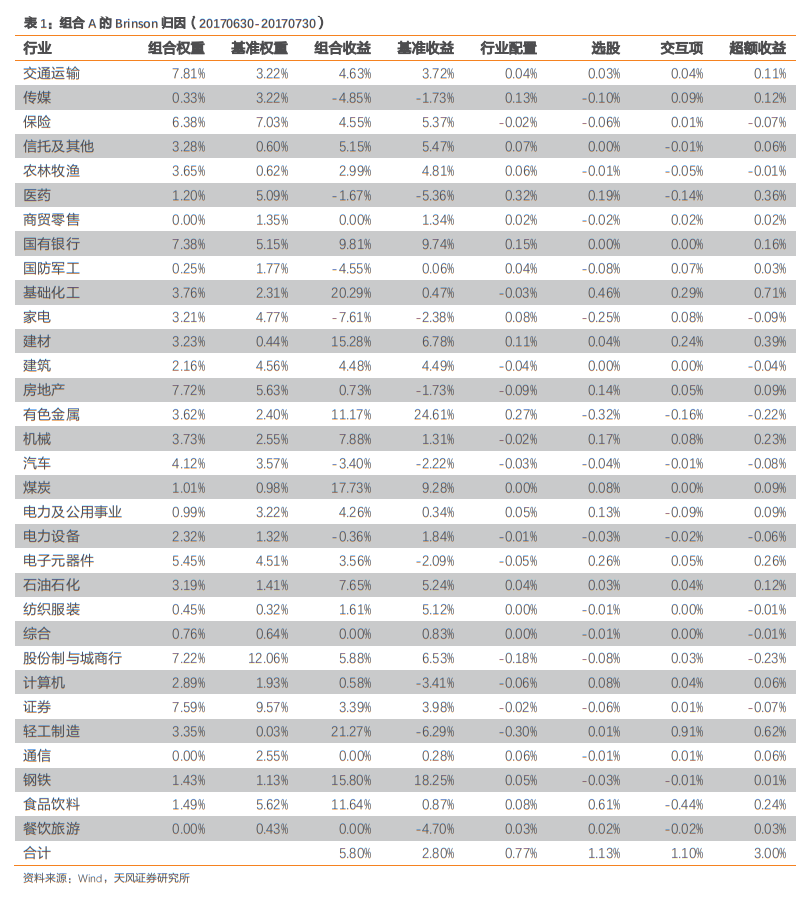 表 1：组合 A 的 Brinson 归因（20170630-20170730）
行业 组合权重 基准权重 组合收益 基准收益 行业配置 选股 交互项 超额收益
交通运输 7.81% 3.22% 4.63% 3.72% 0.04% 0.03% 0.04% 0.11%
传媒 0.33% 3.22% -4.85% -1.73% 0.13% -0.10% 0.09% 0.12%
保险 6.38% 7.03% 4.55% 5.37% -0.02% -0.06% 0.01% -0.07%
信托及其他 3.28% 0.60% 5.15% 5.47% 0.07% 0.00% -0.01% 0.06%
农林牧渔 3.65% 0.62% 2.99% 4.81% 0.06% -0.01% -0.05% -0.01%
医药 1.20% 5.09% -1.67% -5.36% 0.32% 0.19% -0.14% 0.36%
商贸零售 0.00% 1.35% 0.00% 1.34% 0.02% -0.02% 0.02% 0.02%
国有银行 7.38% 5.15% 9.81% 9.74% 0.15% 0.00% 0.00% 0.16%
国防军工 0.25% 1.77% -4.55% 0.06% 0.04% -0.08% 0.07% 0.03%
基础化工 3.76% 2.31% 20.29% 0.47% -0.03% 0.46% 0.29% 0.71%
家电 3.21% 4.77% -7.61% -2.38% 0.08% -0.25% 0.08% -0.09%
建材 3.23% 0.44% 15.28% 6.78% 0.11% 0.04% 0.24% 0.39%
建筑 2.16% 4.56% 4.48% 4.49% -0.04% 0.00% 0.00% -0.04%
房地产 7.72% 5.63% 0.73% -1.73% -0.09% 0.14% 0.05% 0.09%
有色金属 3.62% 2.40% 11.17% 24.61% 0.27% -0.32% -0.16% -0.22%
机械 3.73% 2.55% 7.88% 1.31% -0.02% 0.17% 0.08% 0.23%
汽车 4.12% 3.57% -3.40% -2.22% -0.03% -0.04% -0.01% -0.08%
煤炭 1.01% 0.98% 17.73% 9.28% 0.00% 0.08% 0.00% 0.09%
电力及公用事业 0.99% 3.22% 4.26% 0.34% 0.05% 0.13% -0.09% 0.09%
电力设备 2.32% 1.32% -0.36% 1.84% -0.01% -0.03% -0.02% -0.06%
电子元器件 5.45% 4.51% 3.56% -2.09% -0.05% 0.26% 0.05% 0.26%
石油石化 3.19% 1.41% 7.65% 5.24% 0.04% 0.03% 0.04% 0.12%
纺织服装 0.45% 0.32% 1.61% 5.12% 0.00% -0.01% 0.00% -0.01%
综合 0.76% 0.64% 0.00% 0.83% 0.00% -0.01% 0.00% -0.01%
股份制与城商行 7.22% 12.06% 5.88% 6.53% -0.18% -0.08% 0.03% -0.23%
计算机 2.89% 1.93% 0.58% -3.41% -0.06% 0.08% 0.04% 0.06%
证券 7.59% 9.57% 3.39% 3.98% -0.02% -0.06% 0.01% -0.07%
轻工制造 3.35% 0.03% 21.27% -6.29% -0.30% 0.01% 0.91% 0.62%
通信 0.00% 2.55% 0.00% 0.28% 0.06% -0.01% 0.01% 0.06%
钢铁 1.43% 1.13% 15.80% 18.25% 0.05% -0.03% -0.01% 0.01%
食品饮料 1.49% 5.62% 11.64% 0.87% 0.08% 0.61% -0.44% 0.24%
餐饮旅游 0.00% 0.43% 0.00% -4.70% 0.03% 0.02% -0.02% 0.03%
合计 5.80% 2.80% 0.77% 1.13% 1.10% 3.00%
资料来源：Wind，天风证券研究所